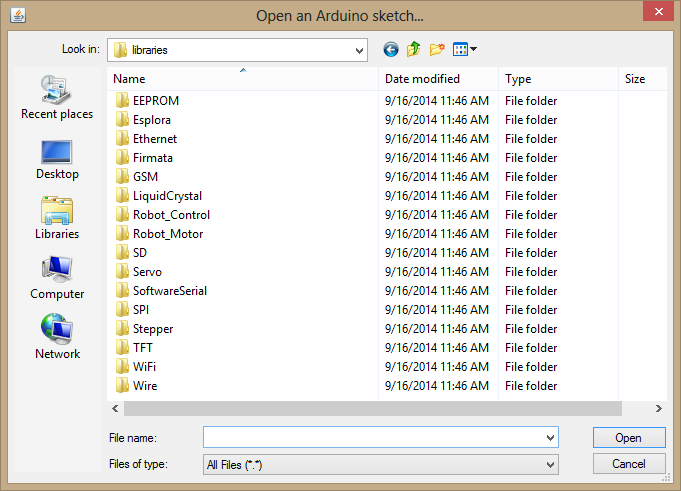 Open an Arduino sketch...
Look in: libraries
Recent places
Desktop
Libraries
Computer
Network
Name Date modified Type Size
EEPROM 9/16/2014 11:46 AM File folder
Esplora 9/16/2014 11:46 AM File folder
Ethernet 9/16/2014 11:46 AM File folder
Firmata 9/16/2014 11:46 AM File folder
GSM 9/16/2014 11:46 AM File folder
LiquidCrystal 9/16/2014 11:46 AM File folder
Robot_Control 9/16/2014 11:46 AM File folder
Robot_Motor 9/16/2014 11:46 AM File folder
SD 9/16/2014 11:46 AM File folder
Servo 9/16/2014 11:46 AM File folder
SoftwareSerial 9/16/2014 11:46 AM File folder
SPI 9/16/2014 11:46 AM File folder
Stepper 9/16/2014 11:46 AM File folder
TFT 9/16/2014 11:46 AM File folder
WiFi 9/16/2014 11:46 AM File folder
Wire 9/16/2014 11:46 AM File folder
File name: Open
Files of type: All Files (*.*) Cancel